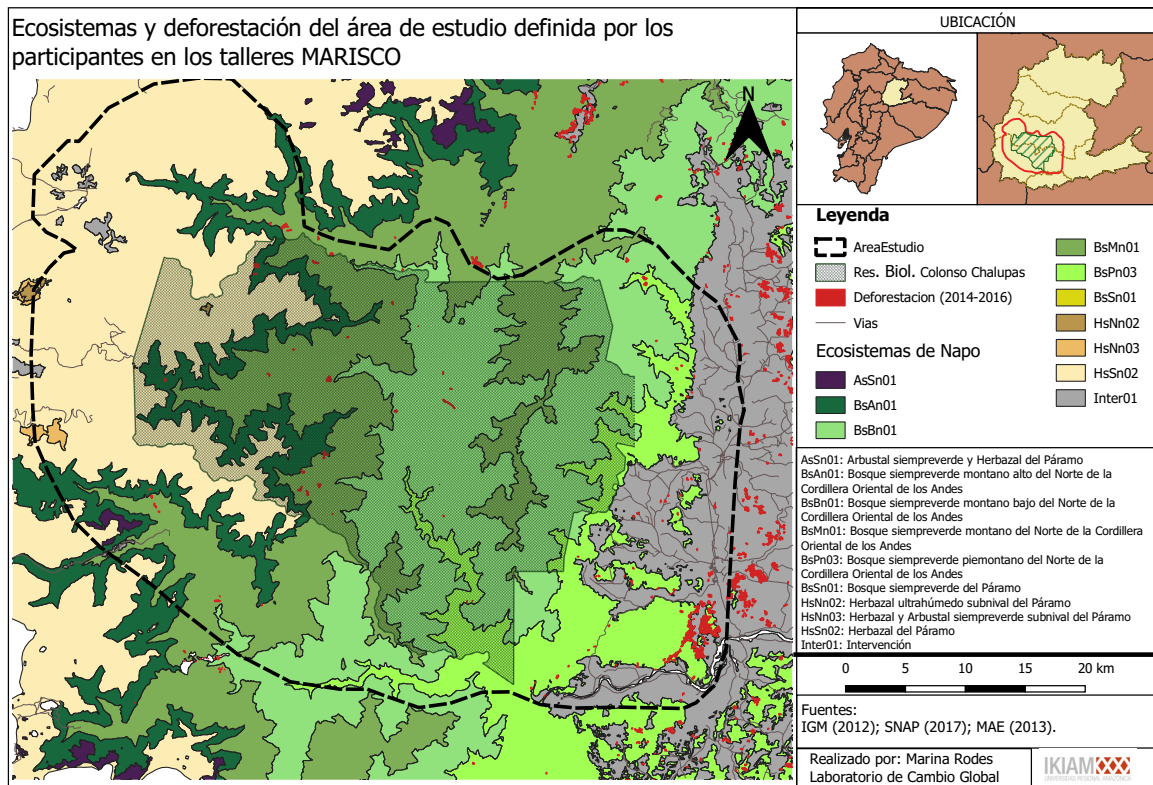 Ecosistemas y deforestación del área de estudio definida por los
participantes en los talleres MARISCO
N
UBICACIÓN
Leyenda
AreaEstudio
Res. Biol. Colonso Chalupas
Deforestacion (2014-2016)
Vias
Ecosistemas de Napo
AsSn01
BsAn01
BsBn01
BsMn01
BsPn03
BsSn01
HsNn02
HsNn03
HsSn02
Inter01
AsSn01: Arbustal siempreverde y Herbazal del Páramo
BsAn01: Bosque siempreverde montano alto del Norte de la
Cordillera Oriental de los Andes
BsBn01: Bosque siempreverde montano bajo del Norte de la
Cordillera Oriental de los Andes
BsMn01: Bosque siempreverde montano del Norte de la Cordillera
Oriental de los Andes
BsPn03: Bosque siempreverde piemontano del Norte de la
Cordillera Oriental de los Andes
BsSn01: Bosque siempreverde del Páramo
HsNn02: Herbazal ultrahúmedo subnival del Páramo
HsNn03: Herbazal y Arbustal siempreverde subnival del Páramo
HsSn02: Herbazal del Páramo
Inter01: Intervención
0 5 10 15 20 km
Fuentes:
IGM (2012); SNAP (2017); MAE (2013).
Realizado por: Marina Rodes
Laboratorio de Cambio Global
IKIAM
UNIVERSIDAD REGIONAL AMAZÓNICA